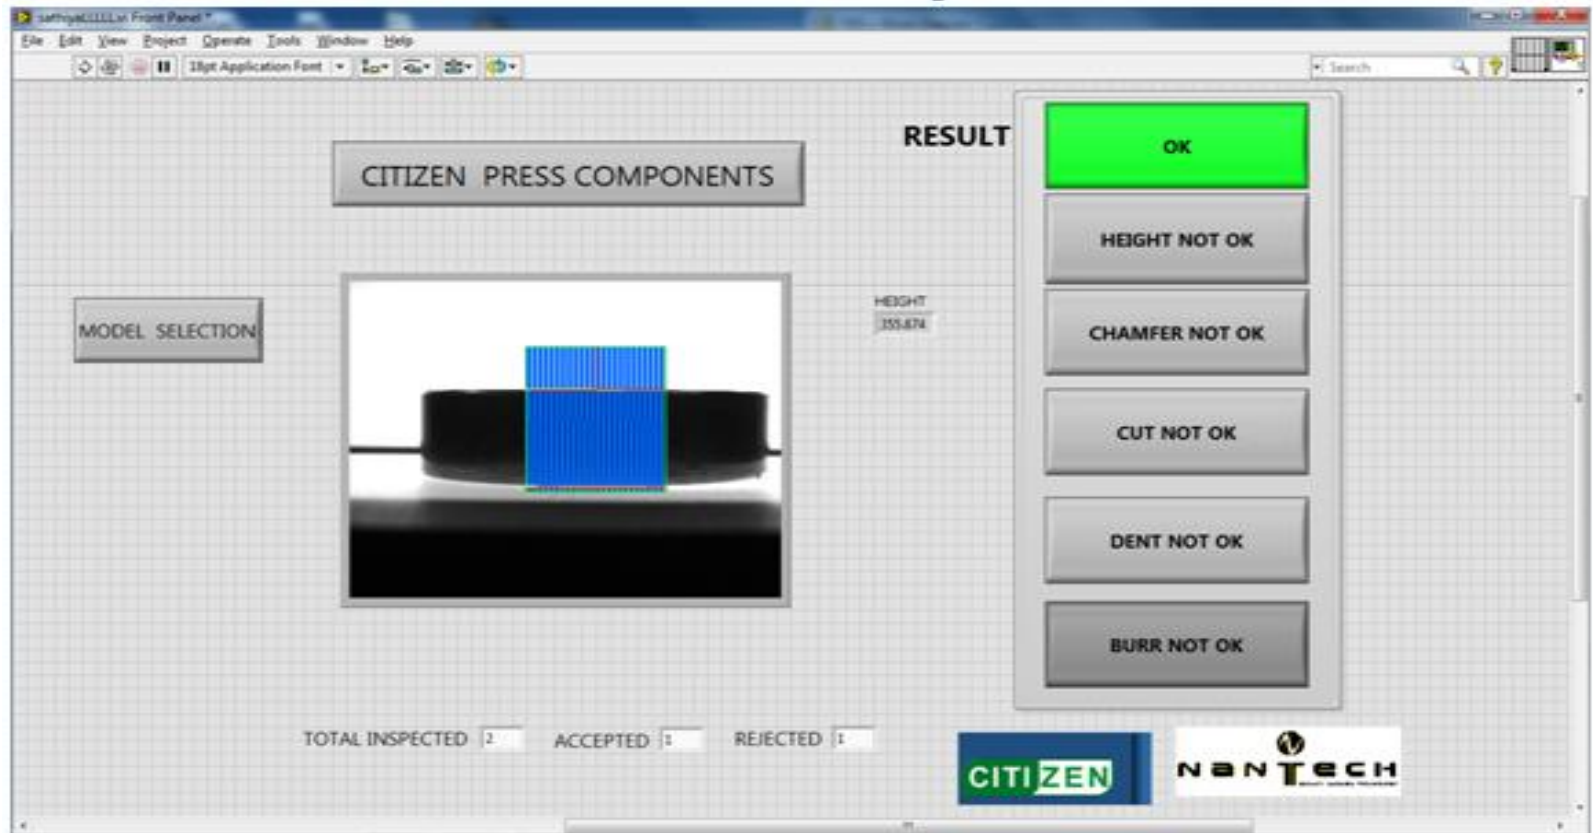 File Edit View Project Operate Tools Window Help
18pt Application Font
Search
CITIZEN PRESS COMPONENTS
RESULT
OK
HEIGHT NOT OK
MODEL SELECTION
HEIGHT
355.674
CHAMFER NOT OK
CUT NOT OK
DENT NOT OK
BURR NOT OK
TOTAL INSPECTED 2 ACCEPTED 1 REJECTED 1
CITIZEN
NANTECH